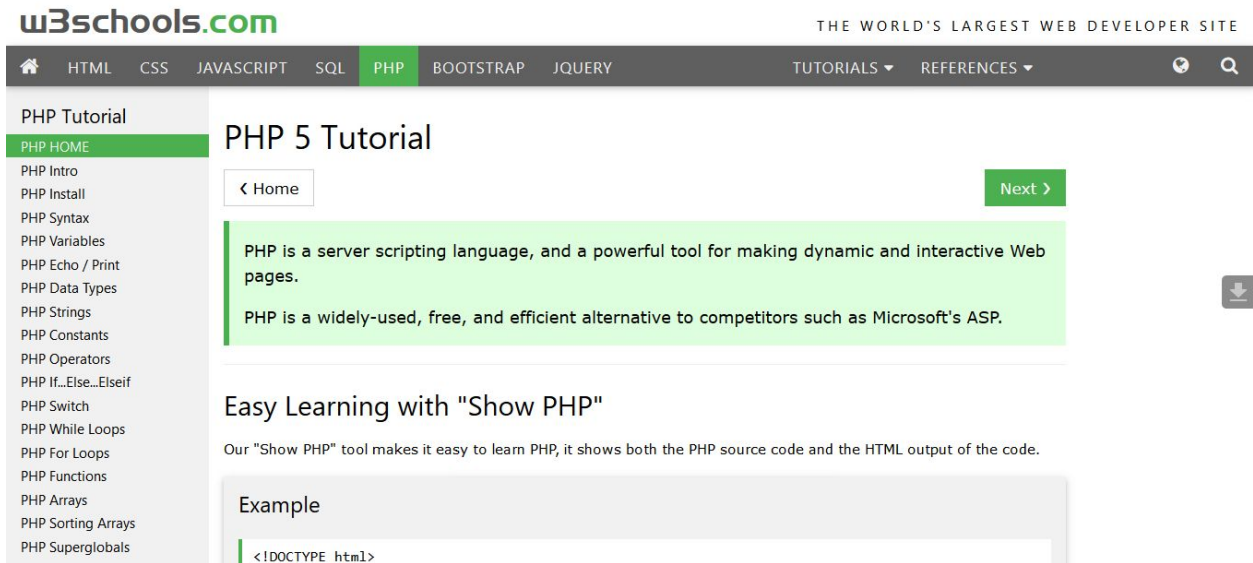 w3schools.com
THE WORLD'S LARGEST WEB DEVELOPER SITE
HTML CSS JAVASCRIPT SQL PHP BOOTSTRAP JQUERY TUTORIALS REFERENCES
PHP Tutorial
PHP HOME
PHP Intro
PHP Install
PHP Syntax
PHP Variables
PHP Echo / Print
PHP Data Types
PHP Strings
PHP Constants
PHP Operators
PHP If...Else...Elseif
PHP Switch
PHP While Loops
PHP For Loops
PHP Functions
PHP Arrays
PHP Sorting Arrays
PHP Superglobals
PHP 5 Tutorial
❮ Home
Next ❯
PHP is a server scripting language, and a powerful tool for making dynamic and interactive Web
pages.
PHP is a widely-used, free, and efficient alternative to competitors such as Microsoft's ASP.
Easy Learning with "Show PHP"
Our "Show PHP" tool makes it easy to learn PHP, it shows both the PHP source code and the HTML output of the code.
Example
<!DOCTYPE html>